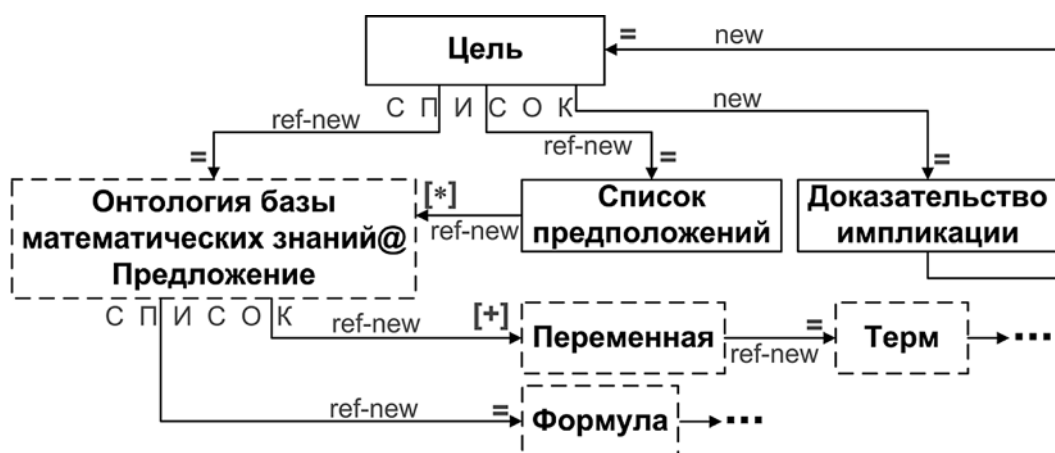 = new
Цель
С П И С О К
ref-new new
ref-new
= = =
Онтология базы
математических знаний@
Предложение
[*]
ref-new
Список
предположений
Доказательство
импликации
С П И С О К
ref-new [+]
Переменная
= ref-new
Терм
...
ref-new =
Формула
...